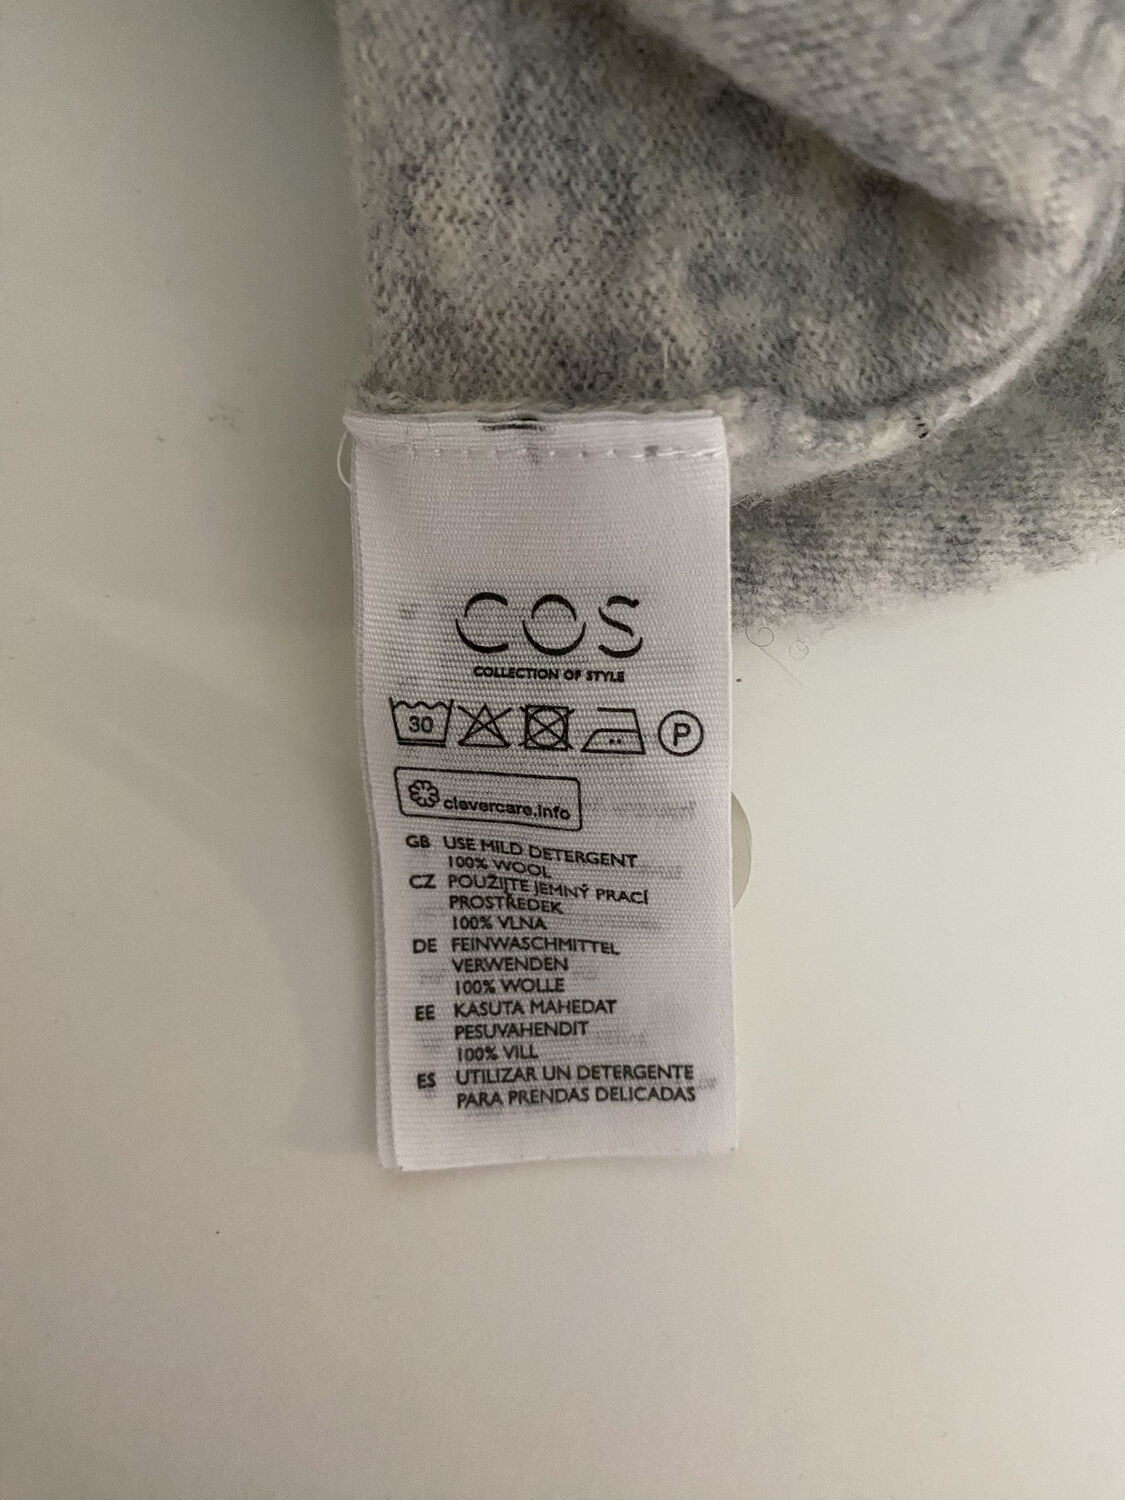 COS
COLLECTION OF STYLE
30
P
clevercare.info
GB USE MILD DETERGENT
100% WOOL
CZ POUŽIJTE JEMNÝ PRACÍ
PROSTŘEDEK
100% VLNA
DE FEINWASCHMITTEL
VERWENDEN
100% WOLLE
EE KASUTA MAHEDAT
PESUVAHENDIT
100% VILL
ES UTILIZAR UN DETERGENTE
PARA PRENDAS DELICADAS